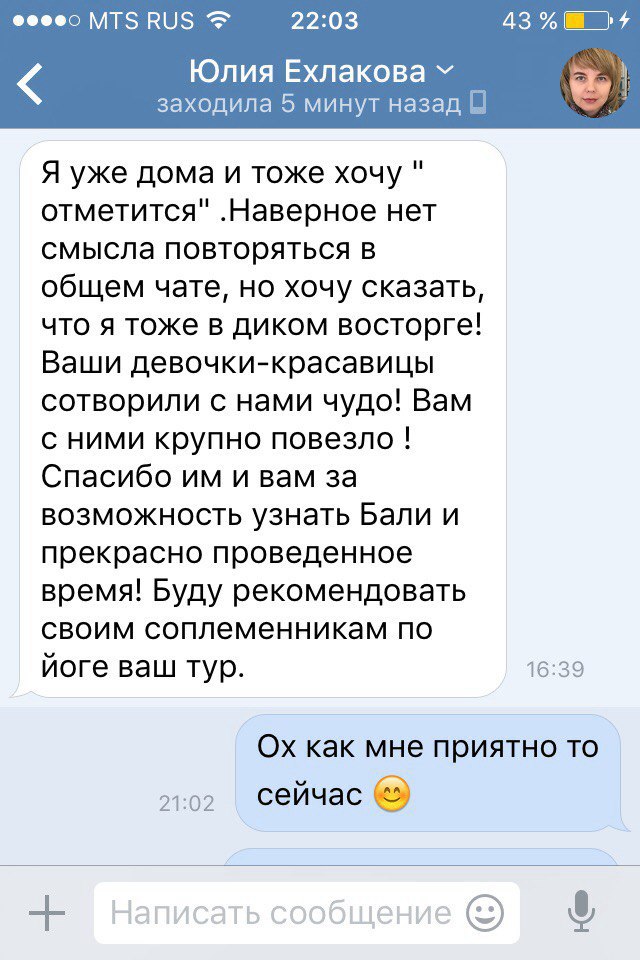 MTS RUS 22:03 43 %
Юлия Ехлакова
заходила 5 минут назад
Я уже дома и тоже хочу "
отметится" .Наверное нет
смысла повторяться в
общем чате, но хочу сказать,
что я тоже в диком восторге!
Ваши девочки-красавицы
сотворили с нами чудо! Вам
с ними крупно повезло !
Спасибо им и вам за
возможность узнать Бали и
прекрасно проведенное
время! Буду рекомендовать
своим соплеменникам по
йоге ваш тур.
16:39
Ох как мне приятно то
сейчас 😊
21:02
Написать сообщение